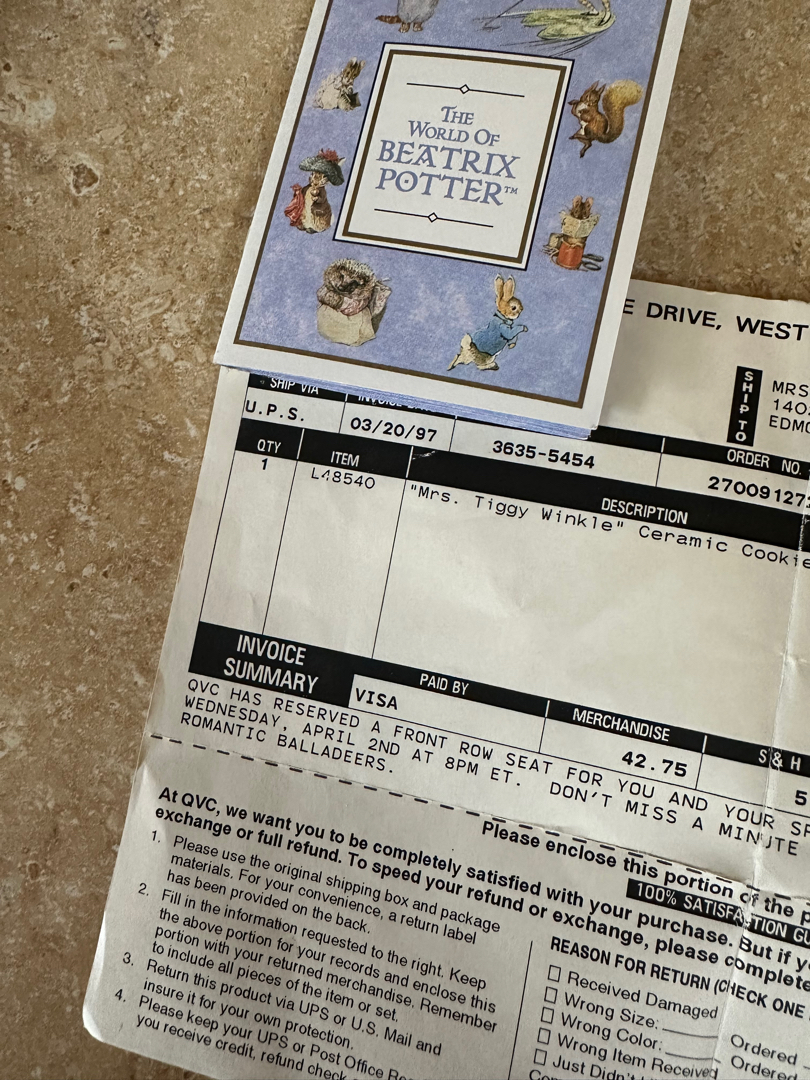 THE
WORLD OF
BEATRIX
POTTER™
E DRIVE, WEST
SHIP TO
MRS
140
EDMO
SHIP VIA
U.P.S.
03/20/97
3635-5454
ORDER NO.
27009127
QTY
ITEM
DESCRIPTION
1
L48540
"Mrs. Tiggy Winkle" Ceramic Cookie
INVOICE
SUMMARY
PAID BY
VISA
MERCHANDISE
42.75
S & H
5
QVC HAS RESERVED A FRONT ROW SEAT FOR YOU AND YOUR SP
WEDNESDAY, APRIL 2ND AT 8PM ET. DON'T MISS A MINUTE
ROMANTIC BALLADEERS.
Please enclose this portion of the p
100% SATISFACTION GU
At QVC, we want you to be completely satisfied with your purchase. But if yo
exchange or full refund. To speed your refund or exchange, please complete
1. Please use the original shipping box and package
materials. For your convenience, a return label
has been provided on the back.
2. Fill in the information requested to the right. Keep
the above portion for your records and enclose this
portion with your returned merchandise. Remember
to include all pieces of the item or set.
3. Return this product via UPS or U.S. Mail and
insure it for your own protection.
4. Please keep your UPS or Post Office Re
you receive credit, refund check
REASON FOR RETURN (CHECK ONE
Received Damaged
Wrong Size: Ordered
Wrong Color: Ordered
Wrong Item Received
Just Didn't